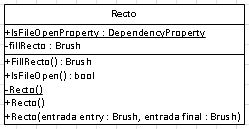 Recto
+IsFileOpenProperty : DependencyProperty
-fillRecto : Brush
+FillRecto() : Brush
+IsFileOpen() : bool
-Recto()
+Recto()
+Recto(entrada entry : Brush, entrada final : Brush)